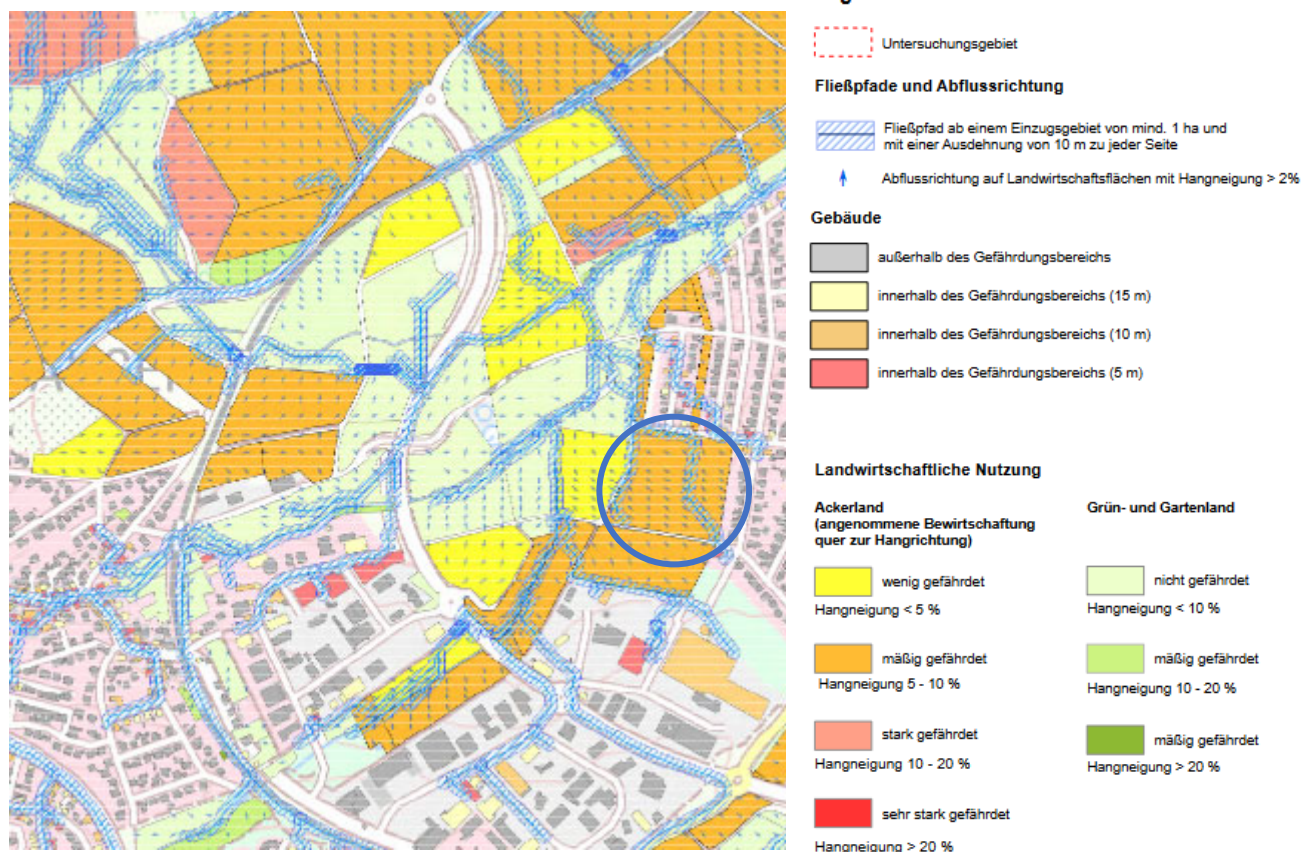 Untersuchungsgebiet
Fließpfade und Abflussrichtung
Fließpfad ab einem Einzugsgebiet von mind. 1 ha und
mit einer Ausdehnung von 10 m zu jeder Seite
Abflussrichtung auf Landwirtschaftsflächen mit Hangneigung > 2%
Gebäude
außerhalb des Gefährdungsbereichs
innerhalb des Gefährdungsbereichs (15 m)
innerhalb des Gefährdungsbereichs (10 m)
innerhalb des Gefährdungsbereichs (5 m)
Landwirtschaftliche Nutzung
Ackerland
(angenommene Bewirtschaftung
quer zur Hangrichtung)
wenig gefährdet
Hangneigung < 5 %
mäßig gefährdet
Hangneigung 5 - 10 %
stark gefährdet
Hangneigung 10 - 20 %
sehr stark gefährdet
Hangneigung > 20 %
Grün- und Gartenland
nicht gefährdet
Hangneigung < 10 %
mäßig gefährdet
Hangneigung 10 - 20 %
mäßig gefährdet
Hangneigung > 20 %